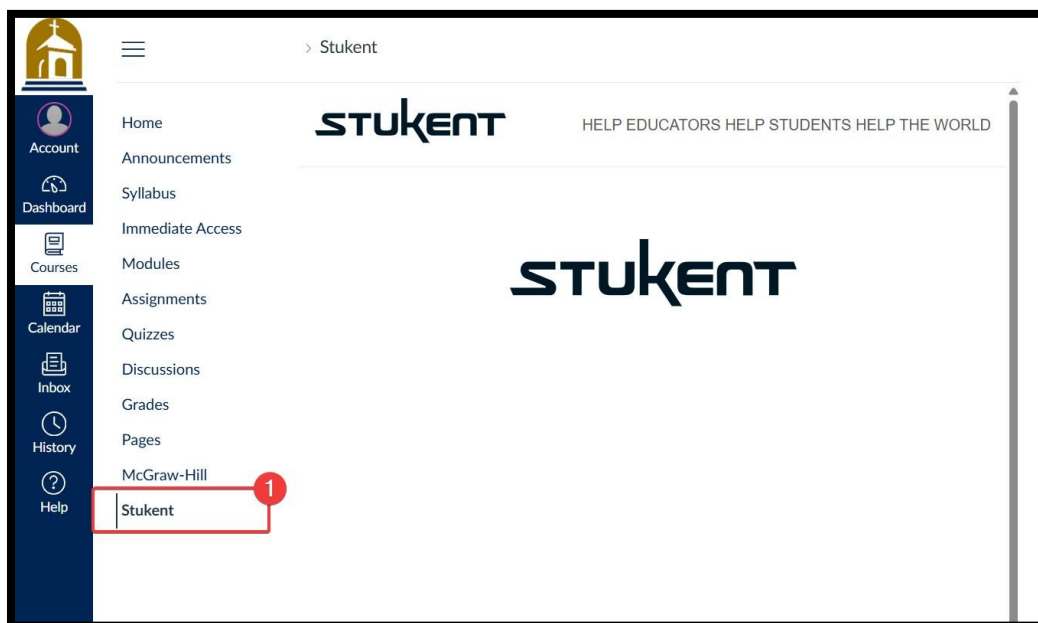 Account
Dashboard
Courses
Calendar
Inbox
History
Help
> Stukent
Home
Announcements
Syllabus
Immediate Access
Modules
Assignments
Quizzes
Discussions
Grades
Pages
McGraw-Hill
1
Stukent
STUKENT HELP EDUCATORS HELP STUDENTS HELP THE WORLD
STUKENT